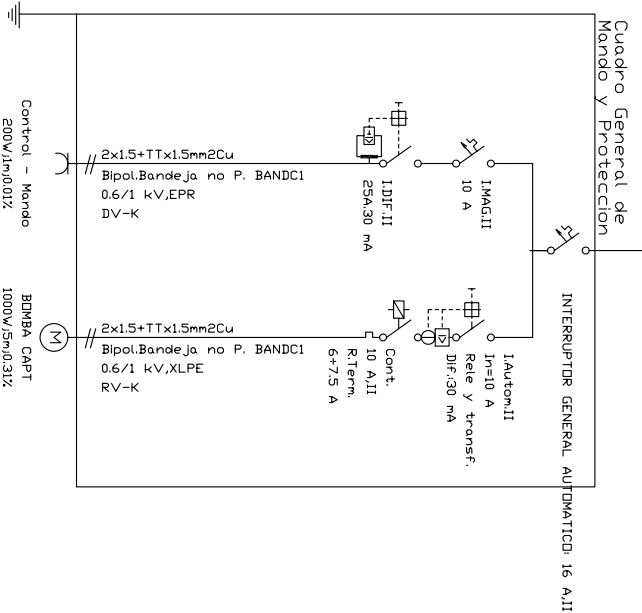 Cuadro General de
Mando y Proteccion
INTERRUPTOR GENERAL AUTOMATICO: 16 A,II
I.MAG.II
10 A
I.DIF.II
25A.30 mA
2x1.5+TTx1.5mm2Cu
Bipol.Bandeja no P. BANDC1
0.6/1 kV,EPR
DV-K
Control - Mando
200W;1m;0.01%
I.Autom.II
In=10 A
Rele y transf.
Dif.:30 mA
Cont.
10 A,II
R.Term.
6÷7.5 A
2x1.5+TTx1.5mm2Cu
Bipol.Bandeja no P. BANDC1
0.6/1 kV,XLPE
RV-K
M
BOMBA CAPT
1000W;5m;0.31%